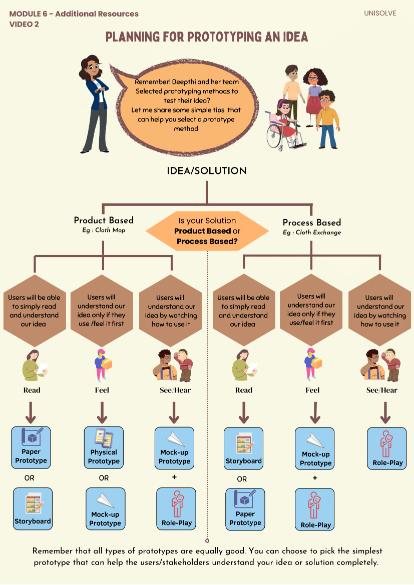 MODULE 6 - Additional Resources
VIDEO 2
UNISOLVE
PLANNING FOR PROTOTYPING AN IDEA
Remember! Deepthi and her team
Selected prototyping methods to
test their idea?
Let me share some simple tips that
can help you select a prototype
method
IDEA/SOLUTION
Product Based
Eg : Cloth Mop
Is your Solution
Product Based or
Process Based?
Process Based
Eg : Cloth Exchange
Users will be able
to simply read
and understand
our idea
Users will
understand our
idea only if they
use /feel it first
Users will
understand our
idea by watching
how to use it
Users will be able
to simply read
and understand
our idea
Users will
understand our
idea only if they
use/feel it first
Users will
understand our
idea by watching
how to use it
Read
Feel
See/Hear
Read
Feel
See/Hear
Paper
Prototype
Physical
Prototype
Mock-up
Prototype
Storyboard
Mock-up
Prototype
Role-Play
OR
OR
+
OR
+
Storyboard
Mock-up
Prototype
Role-Play
Paper
Prototype
Role-Play
Remember that all types of prototypes are equally good. You can choose to pick the simplest
prototype that can help the users/stakeholders understand your idea or solution completely.